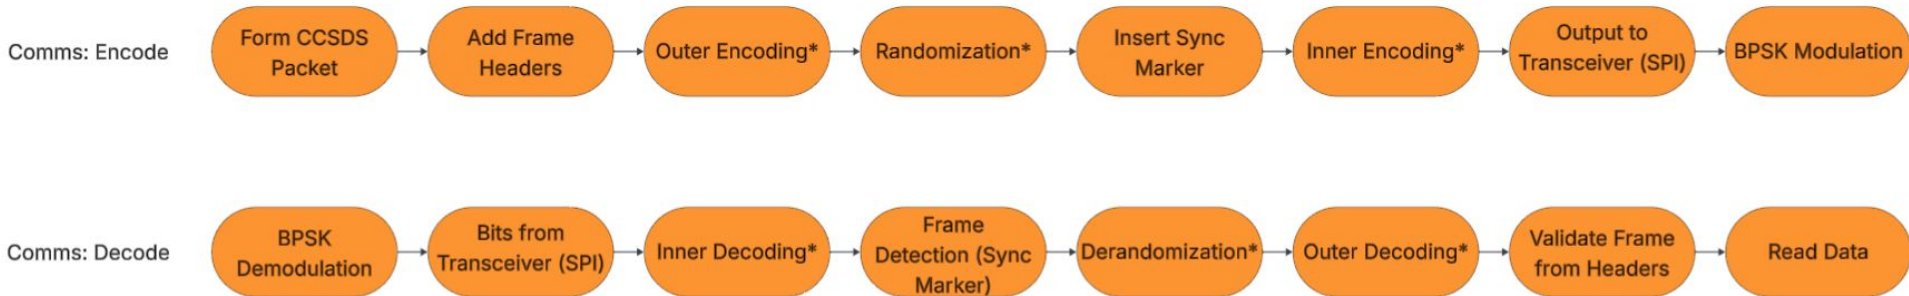 Comms: Encode
Form CCSDS
Packet
Add Frame
Headers
Outer Encoding*
Randomization*
Insert Sync
Marker
Inner Encoding*
Output to
Transceiver (SPI)
BPSK Modulation
Comms: Decode
BPSK
Demodulation
Bits from
Transceiver (SPI)
Inner Decoding*
Frame
Detection (Sync
Marker)
Derandomization*
Outer Decoding*
Validate Frame
from Headers
Read Data